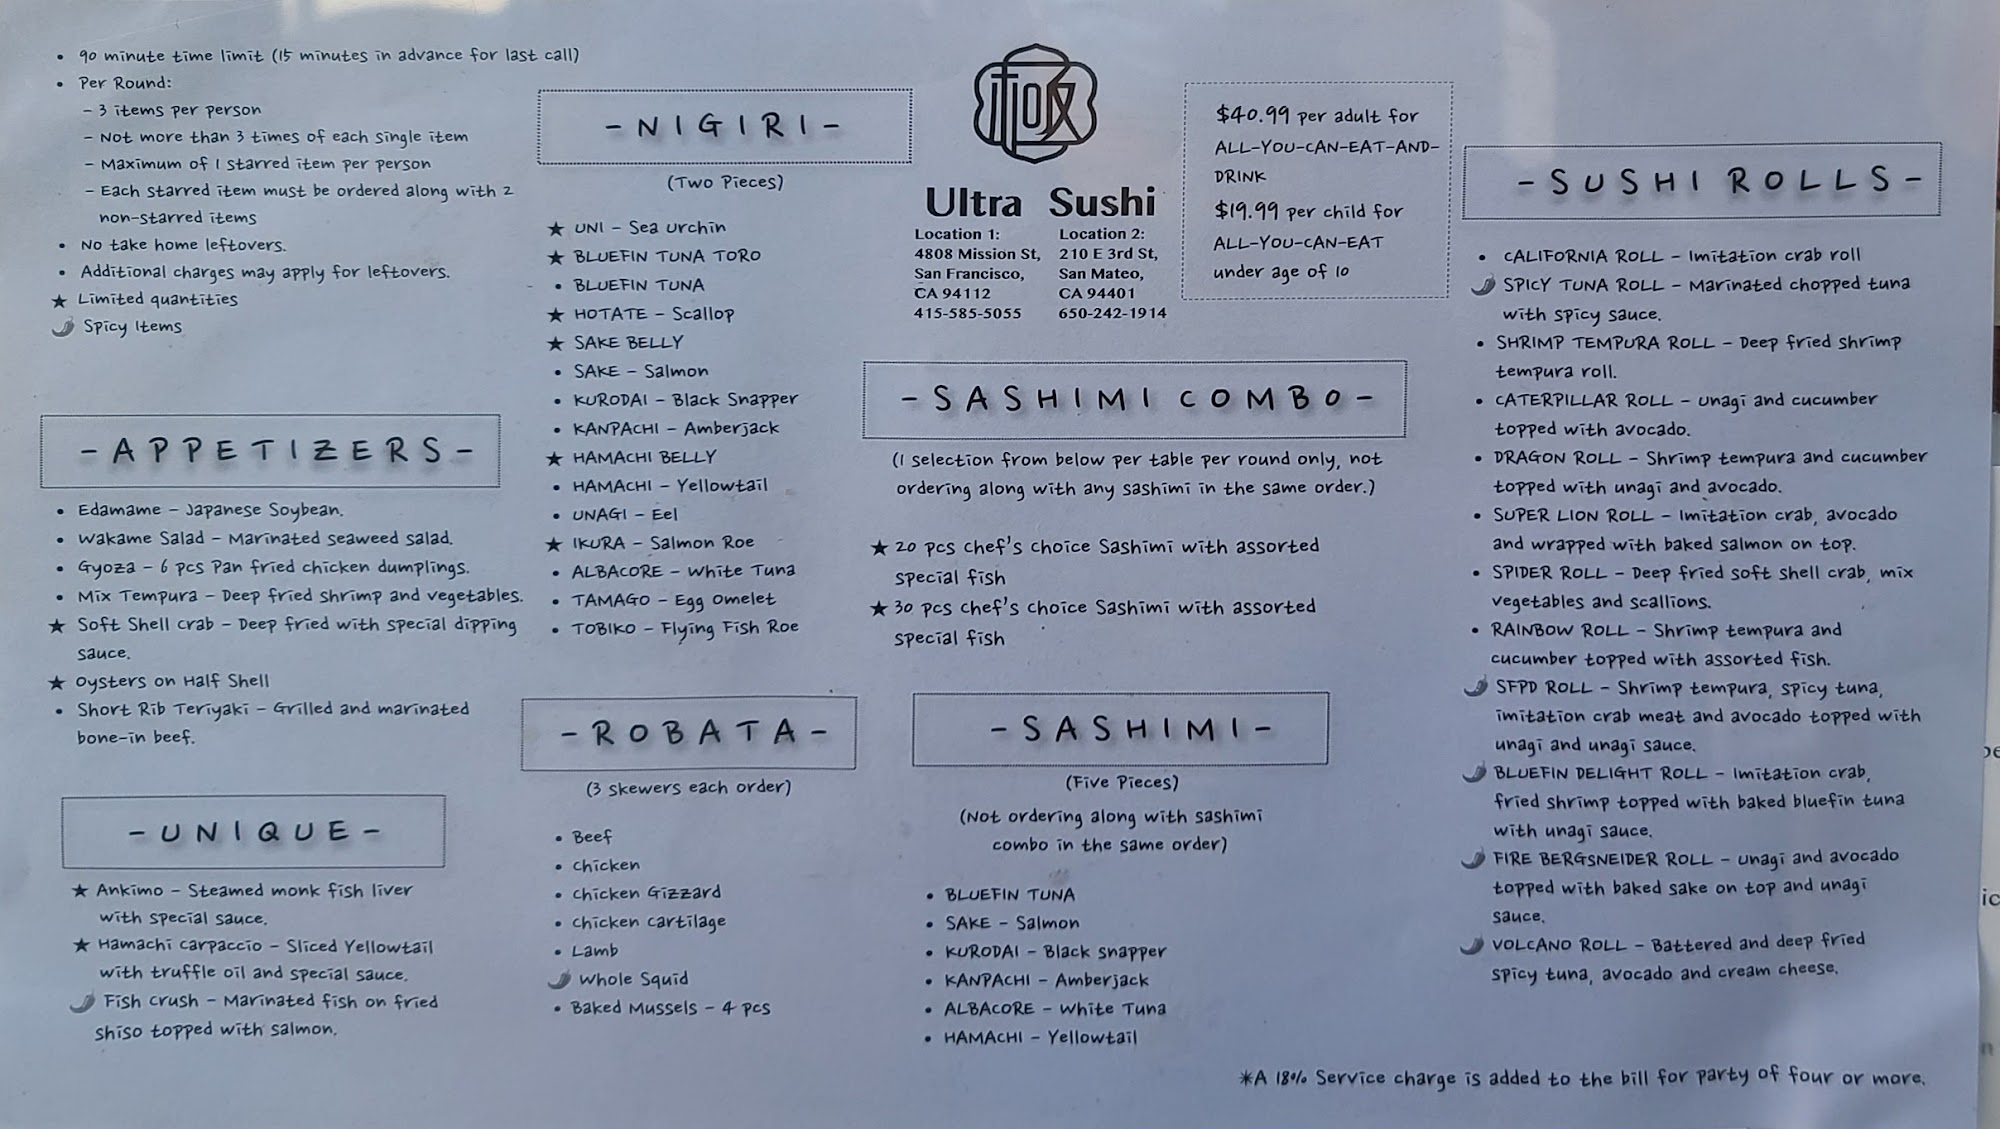 • 90 minute time limit (15 minutes in advance for last call)
• Per Round:
– 3 items per person
– Not more than 3 times of each single item
– Maximum of 1 starred item per person
– Each starred item must be ordered along with 2
non-starred items
• No take home leftovers.
• Additional charges may apply for leftovers.
★ Limited quantities
🌶 Spicy Items
-APPETIZERS-
• Edamame – Japanese Soybean.
• Wakame Salad – Marinated seaweed salad.
• Gyoza – 6 pcs Pan fried chicken dumplings.
• Mix Tempura – Deep fried shrimp and vegetables.
★ Soft Shell Crab – Deep fried with special dipping
sauce.
★ Oysters on Half Shell
• Short Rib Teriyaki – Grilled and marinated
bone-in beef.
-UNIQUE-
★ Ankimo – Steamed monk fish liver
with special sauce.
★ Hamachi Carpaccio – Sliced Yellowtail
with truffle oil and special sauce.
🌶 Fish Crush – Marinated fish on fried
shiso topped with salmon.
-NIGIRI-
(Two Pieces)
★ UNI – Sea Urchin
★ BLUEFIN TUNA TORO
• BLUEFIN TUNA
★ HOTATE – Scallop
★ SAKE BELLY
• SAKE – Salmon
• KURODAI – Black Snapper
• KANPACHI – Amberjack
★ HAMACHI BELLY
• HAMACHI – Yellowtail
• UNAGI – Eel
★ IKURA – Salmon Roe
• ALBACORE – White Tuna
• TAMAGO – Egg Omelet
• TOBIKO – Flying Fish Roe
-ROBATA-
(3 skewers each order)
• Beef
• Chicken
• Chicken Gizzard
• Chicken Cartilage
• Lamb
🌶 Whole Squid
• Baked Mussels – 4 pcs
Ultra Sushi
Location 1:
4808 Mission St,
San Francisco,
CA 94112
415-585-5055
Location 2:
210 E 3rd St,
San Mateo,
CA 94401
650-242-1914
$40.99 per adult for
ALL-YOU-CAN-EAT-AND-
DRINK
$19.99 per child for
ALL-YOU-CAN-EAT
under age of 10
-SASHIMI COMBO-
(1 selection from below per table per round only, not
ordering along with any sashimi in the same order.)
★ 20 pcs Chef's choice Sashimi with assorted
special fish
★ 30 pcs Chef's choice Sashimi with assorted
special fish
-SASHIMI-
(Five Pieces)
(Not ordering along with sashimi
combo in the same order)
• BLUEFIN TUNA
• SAKE – Salmon
• KURODAI – Black snapper
• KANPACHI – Amberjack
• ALBACORE – White Tuna
• HAMACHI – Yellowtail
-SUSHI ROLLS-
• CALIFORNIA ROLL – Imitation crab roll
🌶 SPICY TUNA ROLL – Marinated chopped tuna
with spicy sauce.
• SHRIMP TEMPURA ROLL – Deep fried shrimp
tempura roll.
• CATERPILLAR ROLL – Unagi and cucumber
topped with avocado.
• DRAGON ROLL – Shrimp tempura and cucumber
topped with unagi and avocado.
• SUPER LION ROLL – Imitation crab, avocado
and wrapped with baked salmon on top.
• SPIDER ROLL – Deep fried soft shell crab, mix
vegetables and scallions.
• RAINBOW ROLL – Shrimp tempura and
cucumber topped with assorted fish.
🌶 SFPD ROLL – Shrimp tempura, spicy tuna,
imitation crab meat and avocado topped with
unagi and unagi sauce.
🌶 BLUEFIN DELIGHT ROLL – Imitation crab,
fried shrimp topped with baked bluefin tuna
with unagi sauce.
🌶 FIRE BERGSNEIDER ROLL – Unagi and avocado
topped with baked sake on top and unagi
sauce.
🌶 VOLCANO ROLL – Battered and deep fried
spicy tuna, avocado and cream cheese.
*A 18% Service charge is added to the bill for party of four or more.